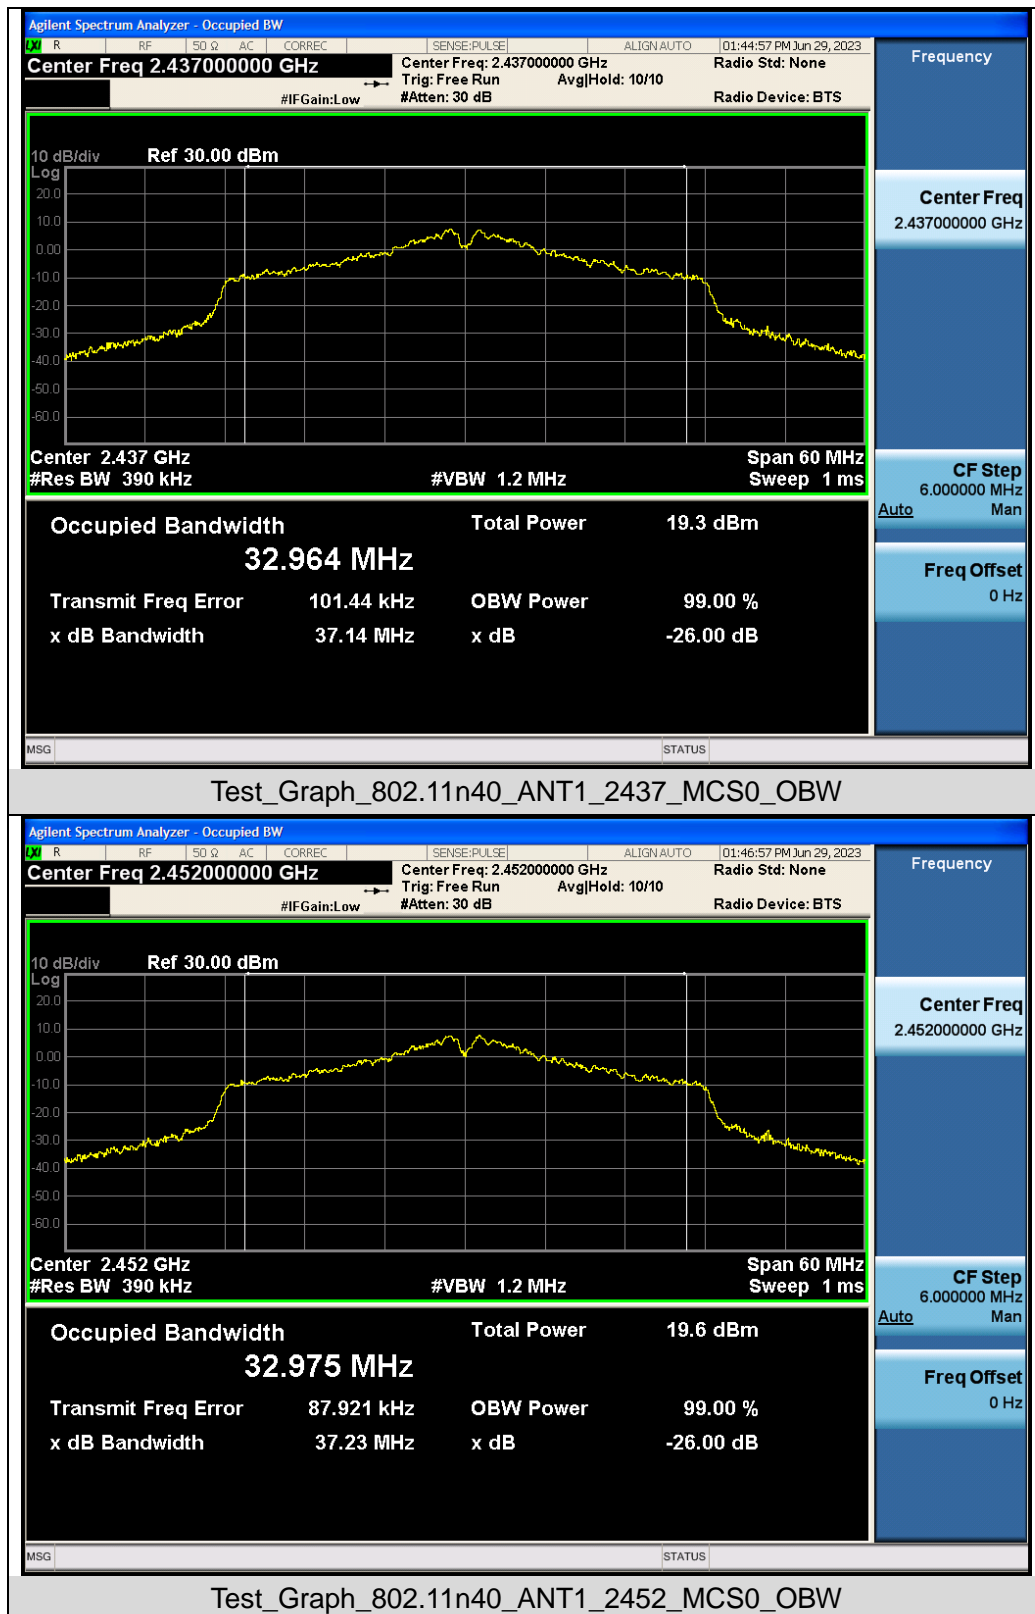 Agilent Spectrum Analyzer - Occupied BW
LXI R RF 50 Ω AC CORREC SENSE:PULSE ALIGN AUTO 01:44:57 PM Jun 29, 2023
Center Freq 2.437000000 GHz Center Freq: 2.437000000 GHz Radio Std: None
Trig: Free Run Avg|Hold: 10/10
#IFGain:Low #Atten: 30 dB Radio Device: BTS
Frequency
10 dB/div Ref 30.00 dBm
Log
20.0
10.0
0.00
-10.0
-20.0
-30.0
-40.0
-50.0
-60.0
Center 2.437 GHz Span 60 MHz
#Res BW 390 kHz #VBW 1.2 MHz Sweep 1 ms
Center Freq
2.437000000 GHz
CF Step
6.000000 MHz
Auto Man
Freq Offset
0 Hz
Occupied Bandwidth Total Power 19.3 dBm
32.964 MHz
Transmit Freq Error 101.44 kHz OBW Power 99.00 %
x dB Bandwidth 37.14 MHz x dB -26.00 dB
MSG STATUS
Test_Graph_802.11n40_ANT1_2437_MCS0_OBW
Agilent Spectrum Analyzer - Occupied BW
LXI R RF 50 Ω AC CORREC SENSE:PULSE ALIGN AUTO 01:46:57 PM Jun 29, 2023
Center Freq 2.452000000 GHz Center Freq: 2.452000000 GHz Radio Std: None
Trig: Free Run Avg|Hold: 10/10
#IFGain:Low #Atten: 30 dB Radio Device: BTS
Frequency
10 dB/div Ref 30.00 dBm
Log
20.0
10.0
0.00
-10.0
-20.0
-30.0
-40.0
-50.0
-60.0
Center 2.452 GHz Span 60 MHz
#Res BW 390 kHz #VBW 1.2 MHz Sweep 1 ms
Center Freq
2.452000000 GHz
CF Step
6.000000 MHz
Auto Man
Freq Offset
0 Hz
Occupied Bandwidth Total Power 19.6 dBm
32.975 MHz
Transmit Freq Error 87.921 kHz OBW Power 99.00 %
x dB Bandwidth 37.23 MHz x dB -26.00 dB
MSG STATUS
Test_Graph_802.11n40_ANT1_2452_MCS0_OBW